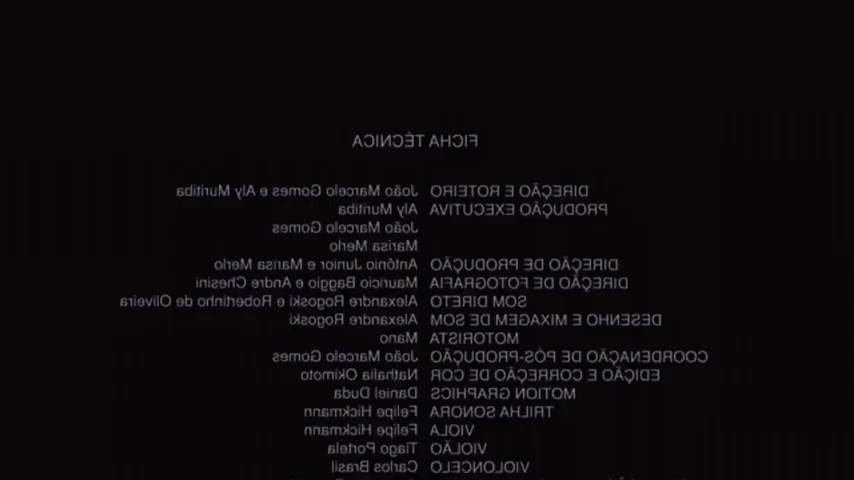 FICHA TÉCNICA
DIREÇÃO E ROTEIRO João Marcelo Gomes e Aly Muritiba
PRODUÇÃO EXECUTIVA Aly Muritiba
João Marcelo Gomes
Marisa Merlo
DIREÇÃO DE PRODUÇÃO Antônio Junior e Marisa Merlo
DIREÇÃO DE FOTOGRAFIA Mauricio Baggio e Andre Chesini
SOM DIRETO Alexandre Rogoski e Robertinho de Oliveira
DESENHO E MIXAGEM DE SOM Alexandre Rogoski
MOTORISTA Mano
COORDENAÇÃO DE PÓS-PRODUÇÃO João Marcelo Gomes
EDIÇÃO E CORREÇÃO DE COR Nathalia Okimoto
MOTION GRAPHICS Daniel Duda
TRILHA SONORA Felipe Hickmann
VIOLA Felipe Hickmann
VIOLÃO Tiago Portela
VIOLONCELO Carlos Brasil